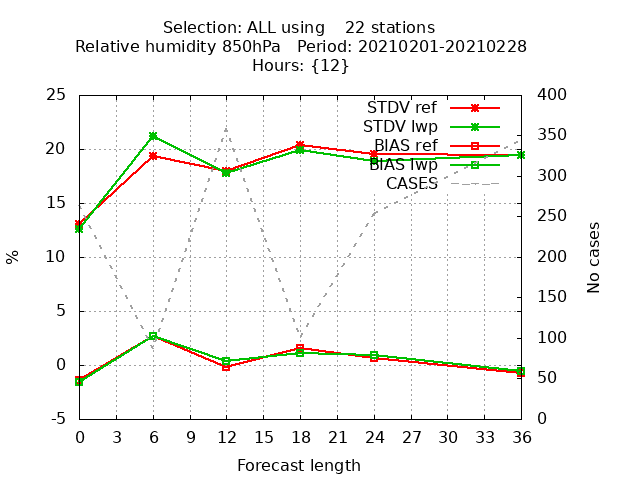 Selection: ALL using    22 stations
Relative humidity 850hPa   Period: 20210201-20210228
Hours: {12}
25
20
15
10
5
0
-5
%
400
350
300
250
200
150
100
50
0
No cases
STDV ref
STDV lwp
BIAS ref
BIAS lwp
CASES
0 3 6 9 12 15 18 21 24 27 30 33 36
Forecast length